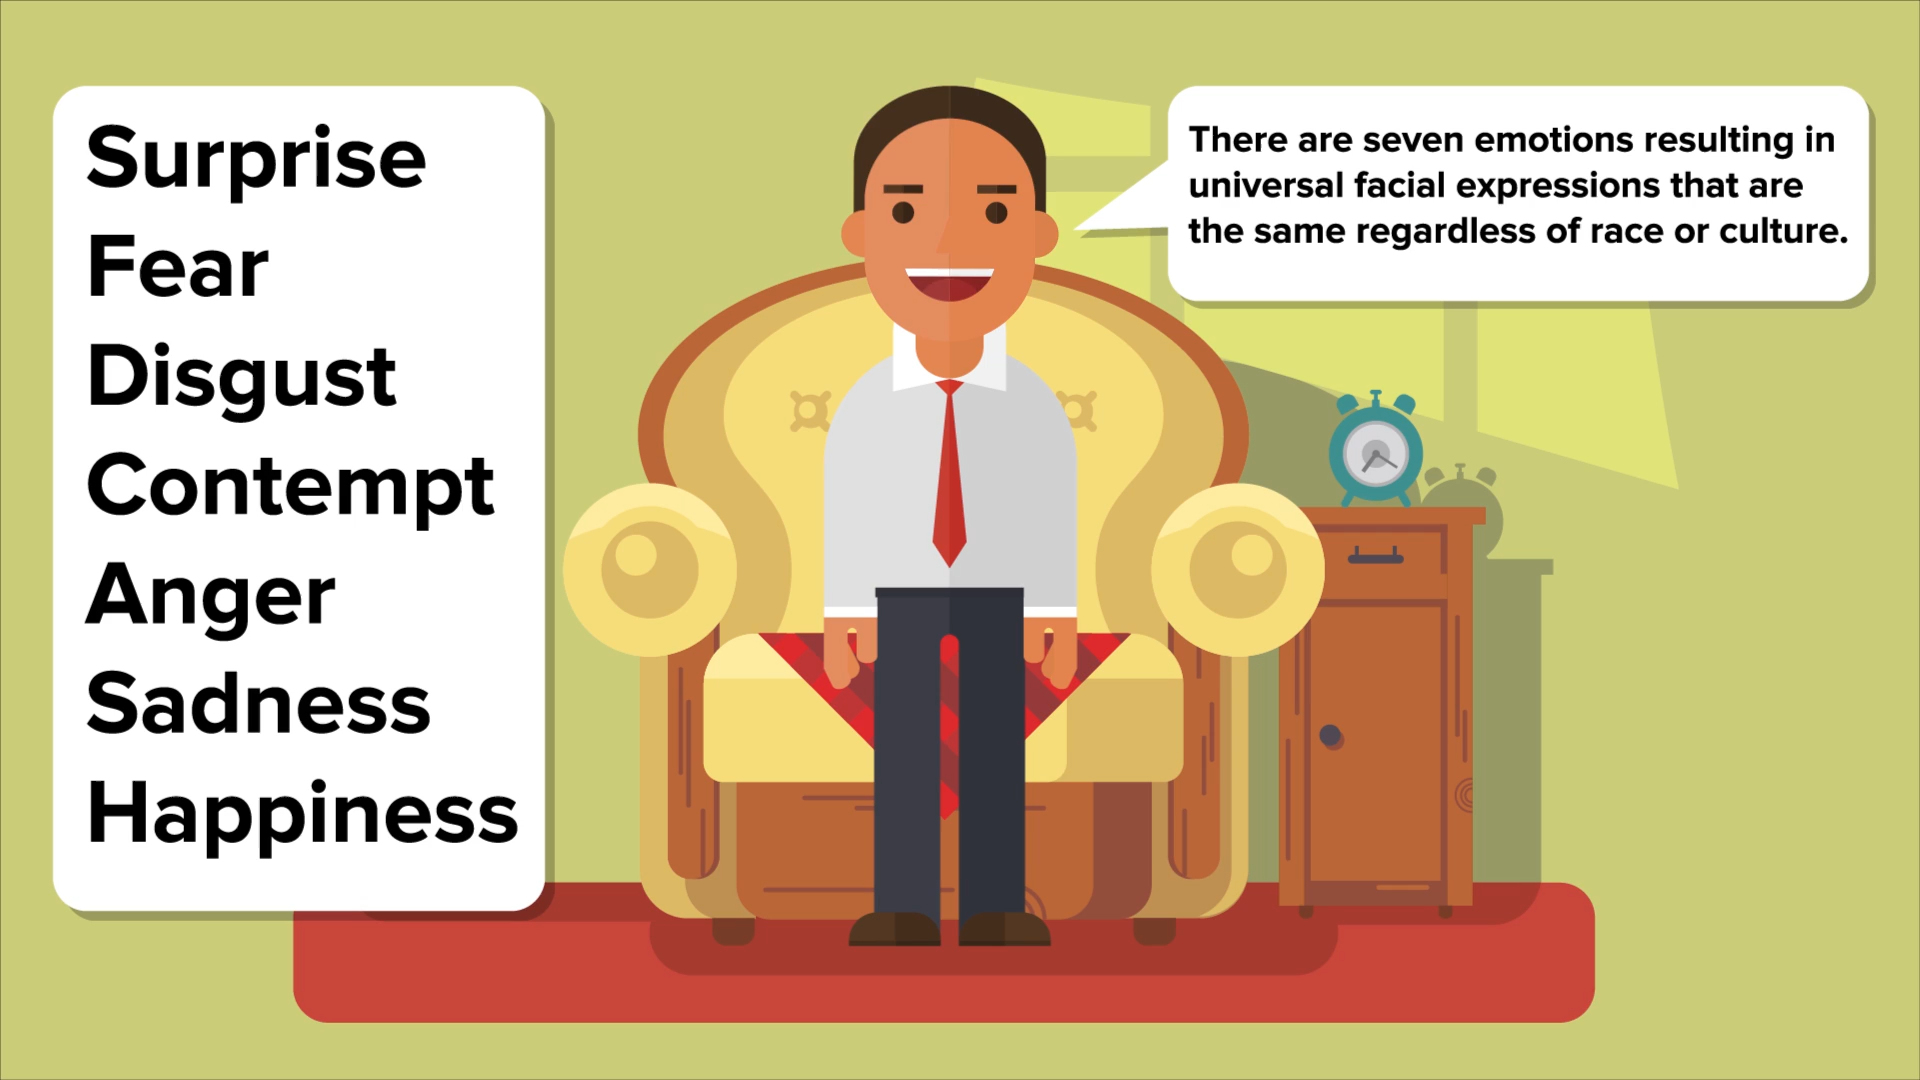 Surprise
Fear
Disgust
Contempt
Anger
Sadness
Happiness
There are seven emotions resulting in
universal facial expressions that are
the same regardless of race or culture.